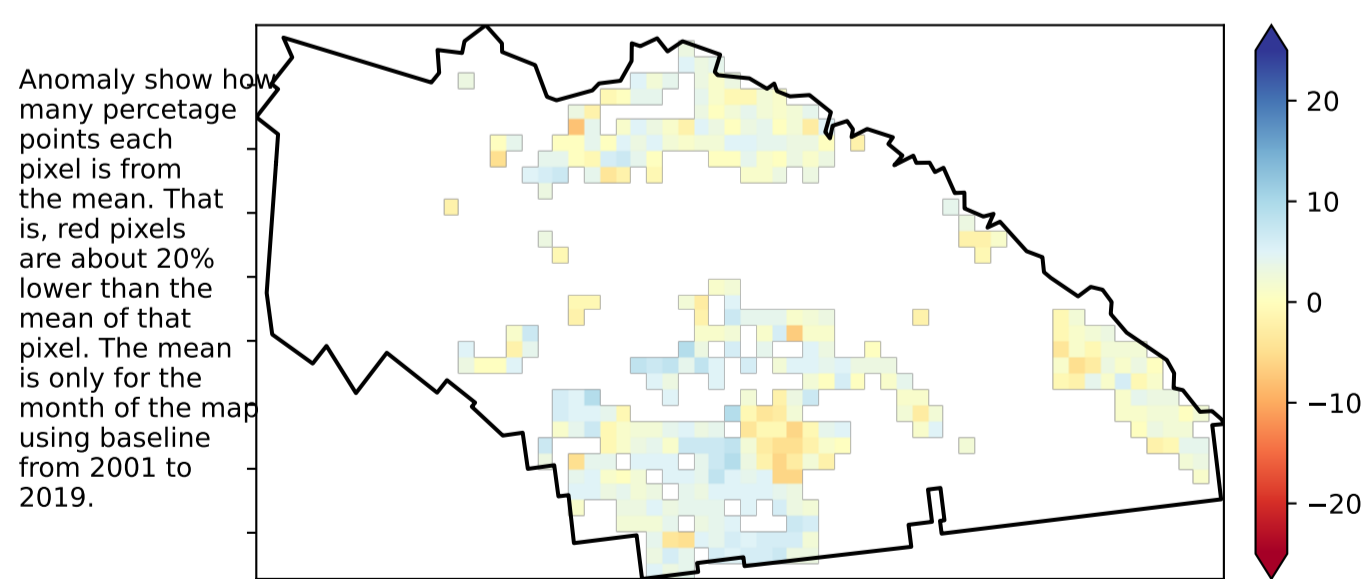 Anomaly show how
many percetage
points each
pixel is from
the mean. That
is, red pixels
are about 20%
lower than the
mean of that
pixel. The mean
is only for the
month of the map
using baseline
from 2001 to
2019.
20
10
0
−10
−20